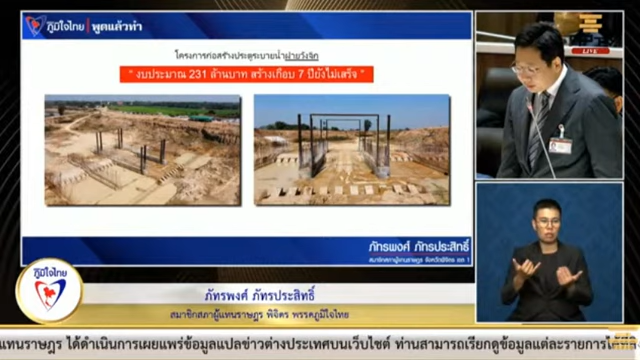 ภูมิใจไทย | พูดแล้วทำ
โครงการก่อสร้างประตูระบายน้ำฝายวังจิก
" งบประมาณ 231 ล้านบาท สร้างเกือบ 7 ปียังไม่เสร็จ "
ภัทรพงศ์ ภัทรประสิทธิ์
สมาชิกสภาผู้แทนราษฎร จังหวัดพิจิตร เขต 1
LIVE
ภูมิใจไทย
ภัทรพงศ์ ภัทรประสิทธิ์
สมาชิกสภาผู้แทนราษฎร พิจิตร พรรคภูมิใจไทย
แทนราษฎร ได้ดำเนินการเผยแพร่ข้อมูลแปลข่าวต่างประเทศบนเว็บไซต์ ท่านสามารถเรียกดูข้อมูลแต่ละรายการ